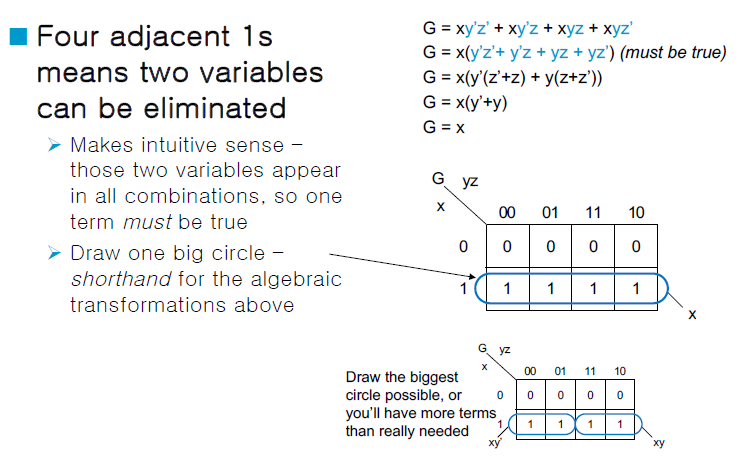 Four adjacent 1s
means two variables
can be eliminated
Makes intuitive sense –
those two variables appear
in all combinations, so one
term must be true
Draw one big circle –
shorthand for the algebraic
transformations above
G = xy'z' + xy'z + xyz + xyz'
G = x(y'z'+ y'z + yz + yz') (must be true)
G = x(y'(z'+z) + y(z+z'))
G = x(y'+y)
G = x
G yz
x
00 01 11 10
0 0 0 0 0
1 1 1 1 1
x
Draw the biggest
circle possible, or
you'll have more terms
than really needed
G yz
x
00 01 11 10
0 0 0 0 0
1 1 1 1 1
xy' xy